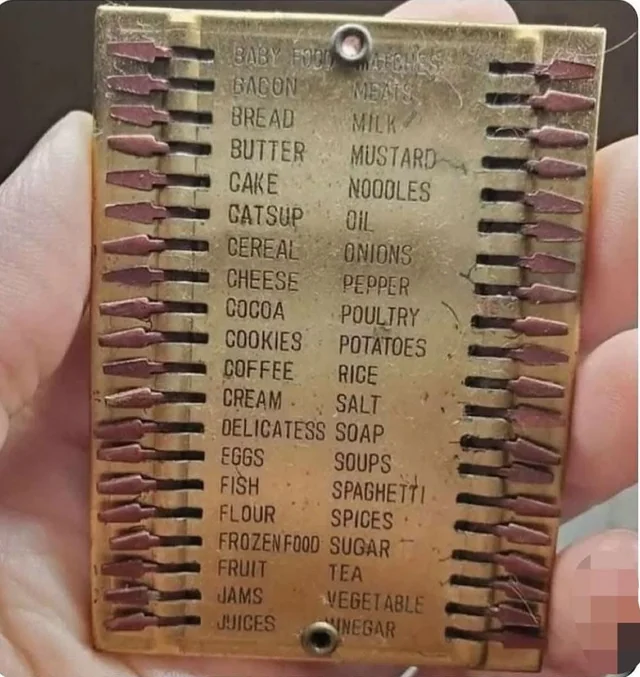 BABY FOOD
BACON
BREAD
BUTTER
CAKE
CATSUP
CEREAL
CHEESE
COCOA
COOKIES
COFFEE
CREAM
DELICATESS
EGGS
FISH
FLOUR
FROZEN FOOD
FRUIT
JAMS
JUICES
MATCHES
MEATS
MILK
MUSTARD
NOODLES
OIL
ONIONS
PEPPER
POULTRY
POTATOES
RICE
SALT
SOAP
SOUPS
SPAGHETTI
SPICES
SUGAR
TEA
VEGETABLE
VINEGAR